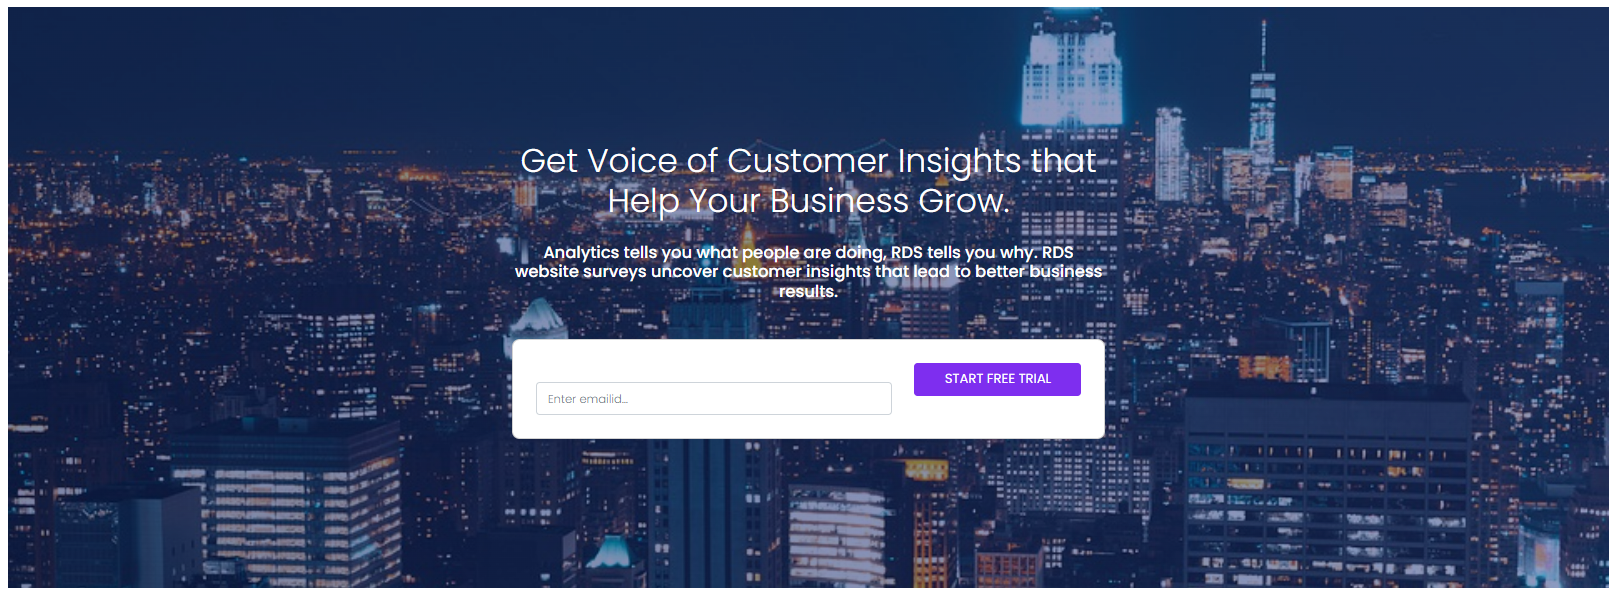 Get Voice of Customer Insights that
Help Your Business Grow.
Analytics tells you what people are doing, RDS tells you why. RDS
website surveys uncover customer insights that lead to better business
results.
START FREE TRIAL
Enter emailid...